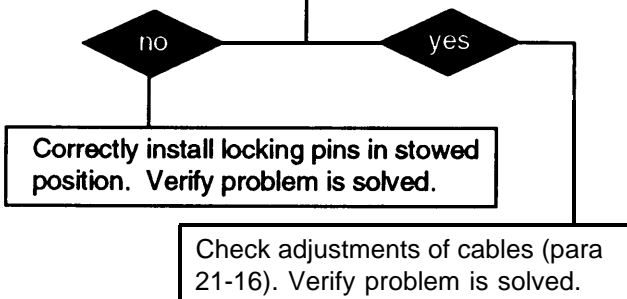 no
yes
Correctly install locking pins in stowed
position. Verify problem is solved.
Check adjustments of cables (para
21-16). Verify problem is solved.